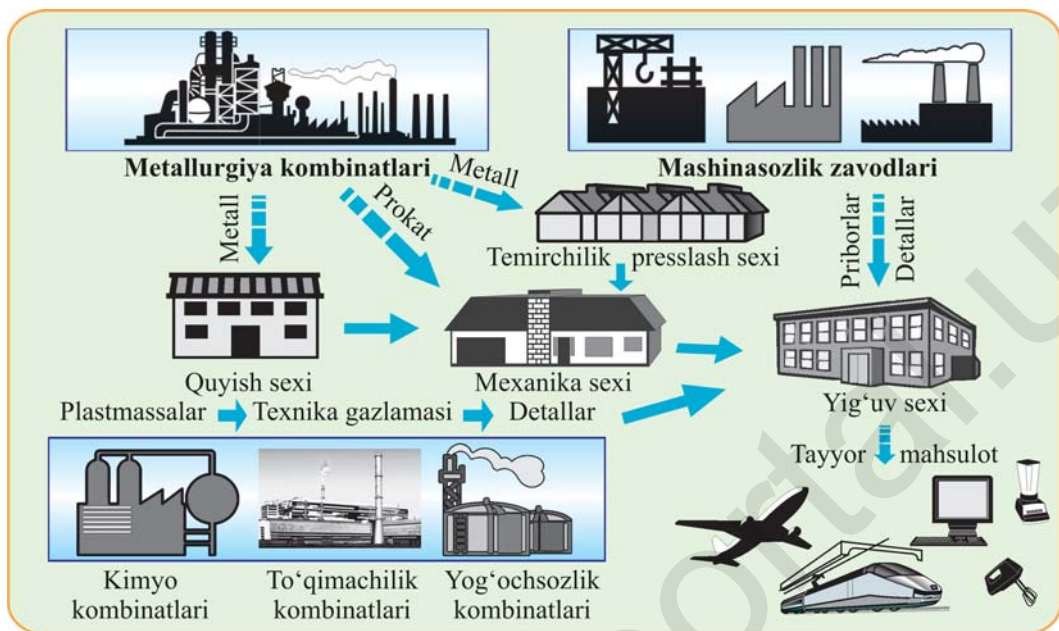 Metallurgiya kombinatlari
Mashinasozlik zavodlari
Metall
Metall
Prokat
Temirchilik presslash sexi
Priborlar
Detallar
Quyish sexi
Mexanika sexi
Yig‘uv sexi
Plastmassalar
Texnika gazlamasi
Detallar
Tayyor mahsulot
Kimyo
kombinatlari
To‘qimachilik
kombinatlari
Yog‘ochsozlik
kombinatlari